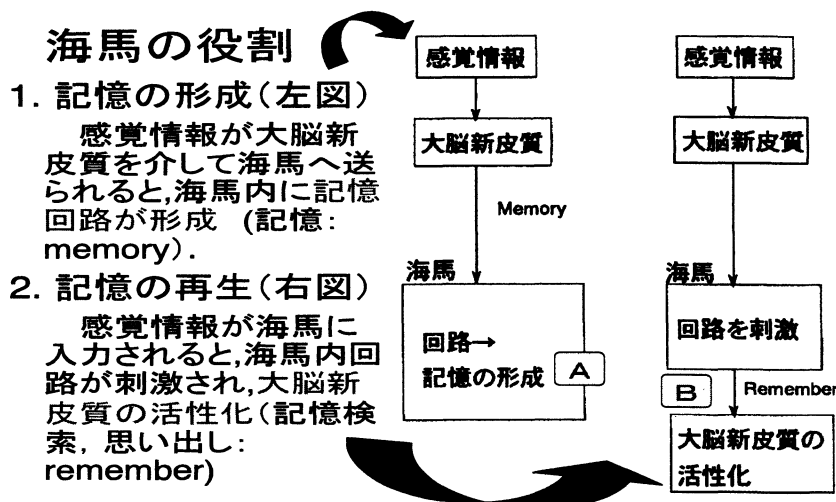 海馬の役割
1. 記憶の形成(左図)
感覚情報が大脳新
皮質を介して海馬へ送
られると,海馬内に記憶
回路が形成 (記憶:
memory).
2. 記憶の再生(右図)
感覚情報が海馬に
入力されると,海馬内回
路が刺激され,大脳新
皮質の活性化(記憶検
索, 思い出し:
remember)
感覚情報
大脳新皮質
Memory
海馬
回路→
記憶の形成
A
感覚情報
大脳新皮質
海馬
回路を刺激
B
Remember
大脳新皮質の
活性化